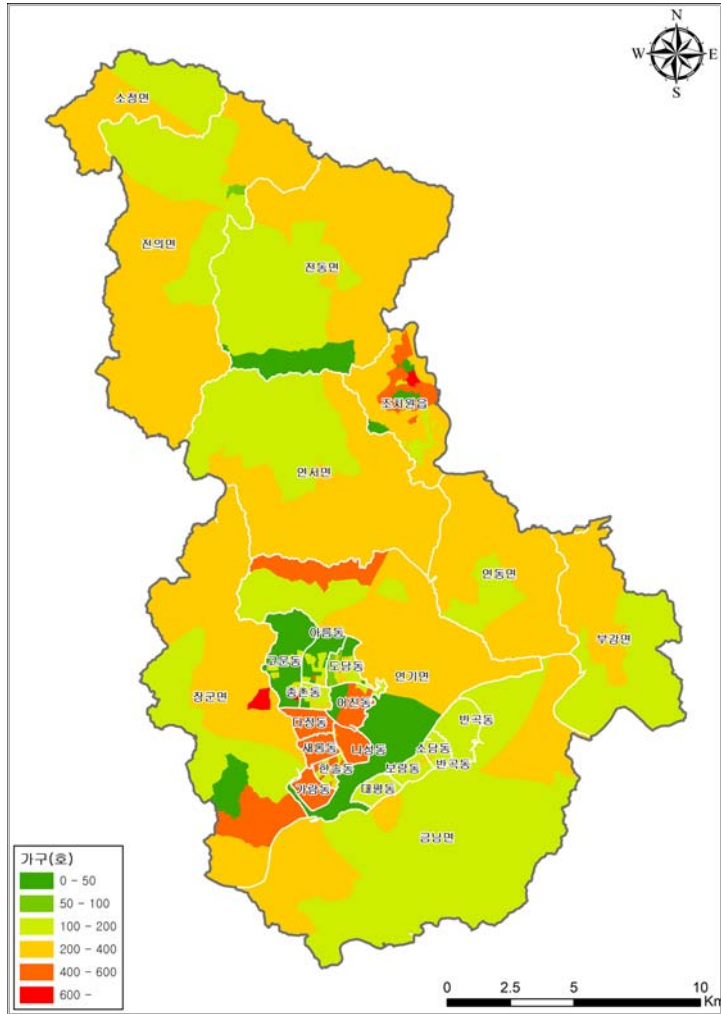 N
W E
S
소정면
전의면
전동면
조치원읍
연서면
연동면
부강면
아름동
고운동
도담동
연기면
종촌동
장군면
어진동
다정동
반곡동
새롬동
나성동
소담동
한솔동
보람동
반곡동
가람동
대평동
금남면
가구(호)
0 - 50
50 - 100
100 - 200
200 - 400
400 - 600
600 -
0 2.5 5 10
Km